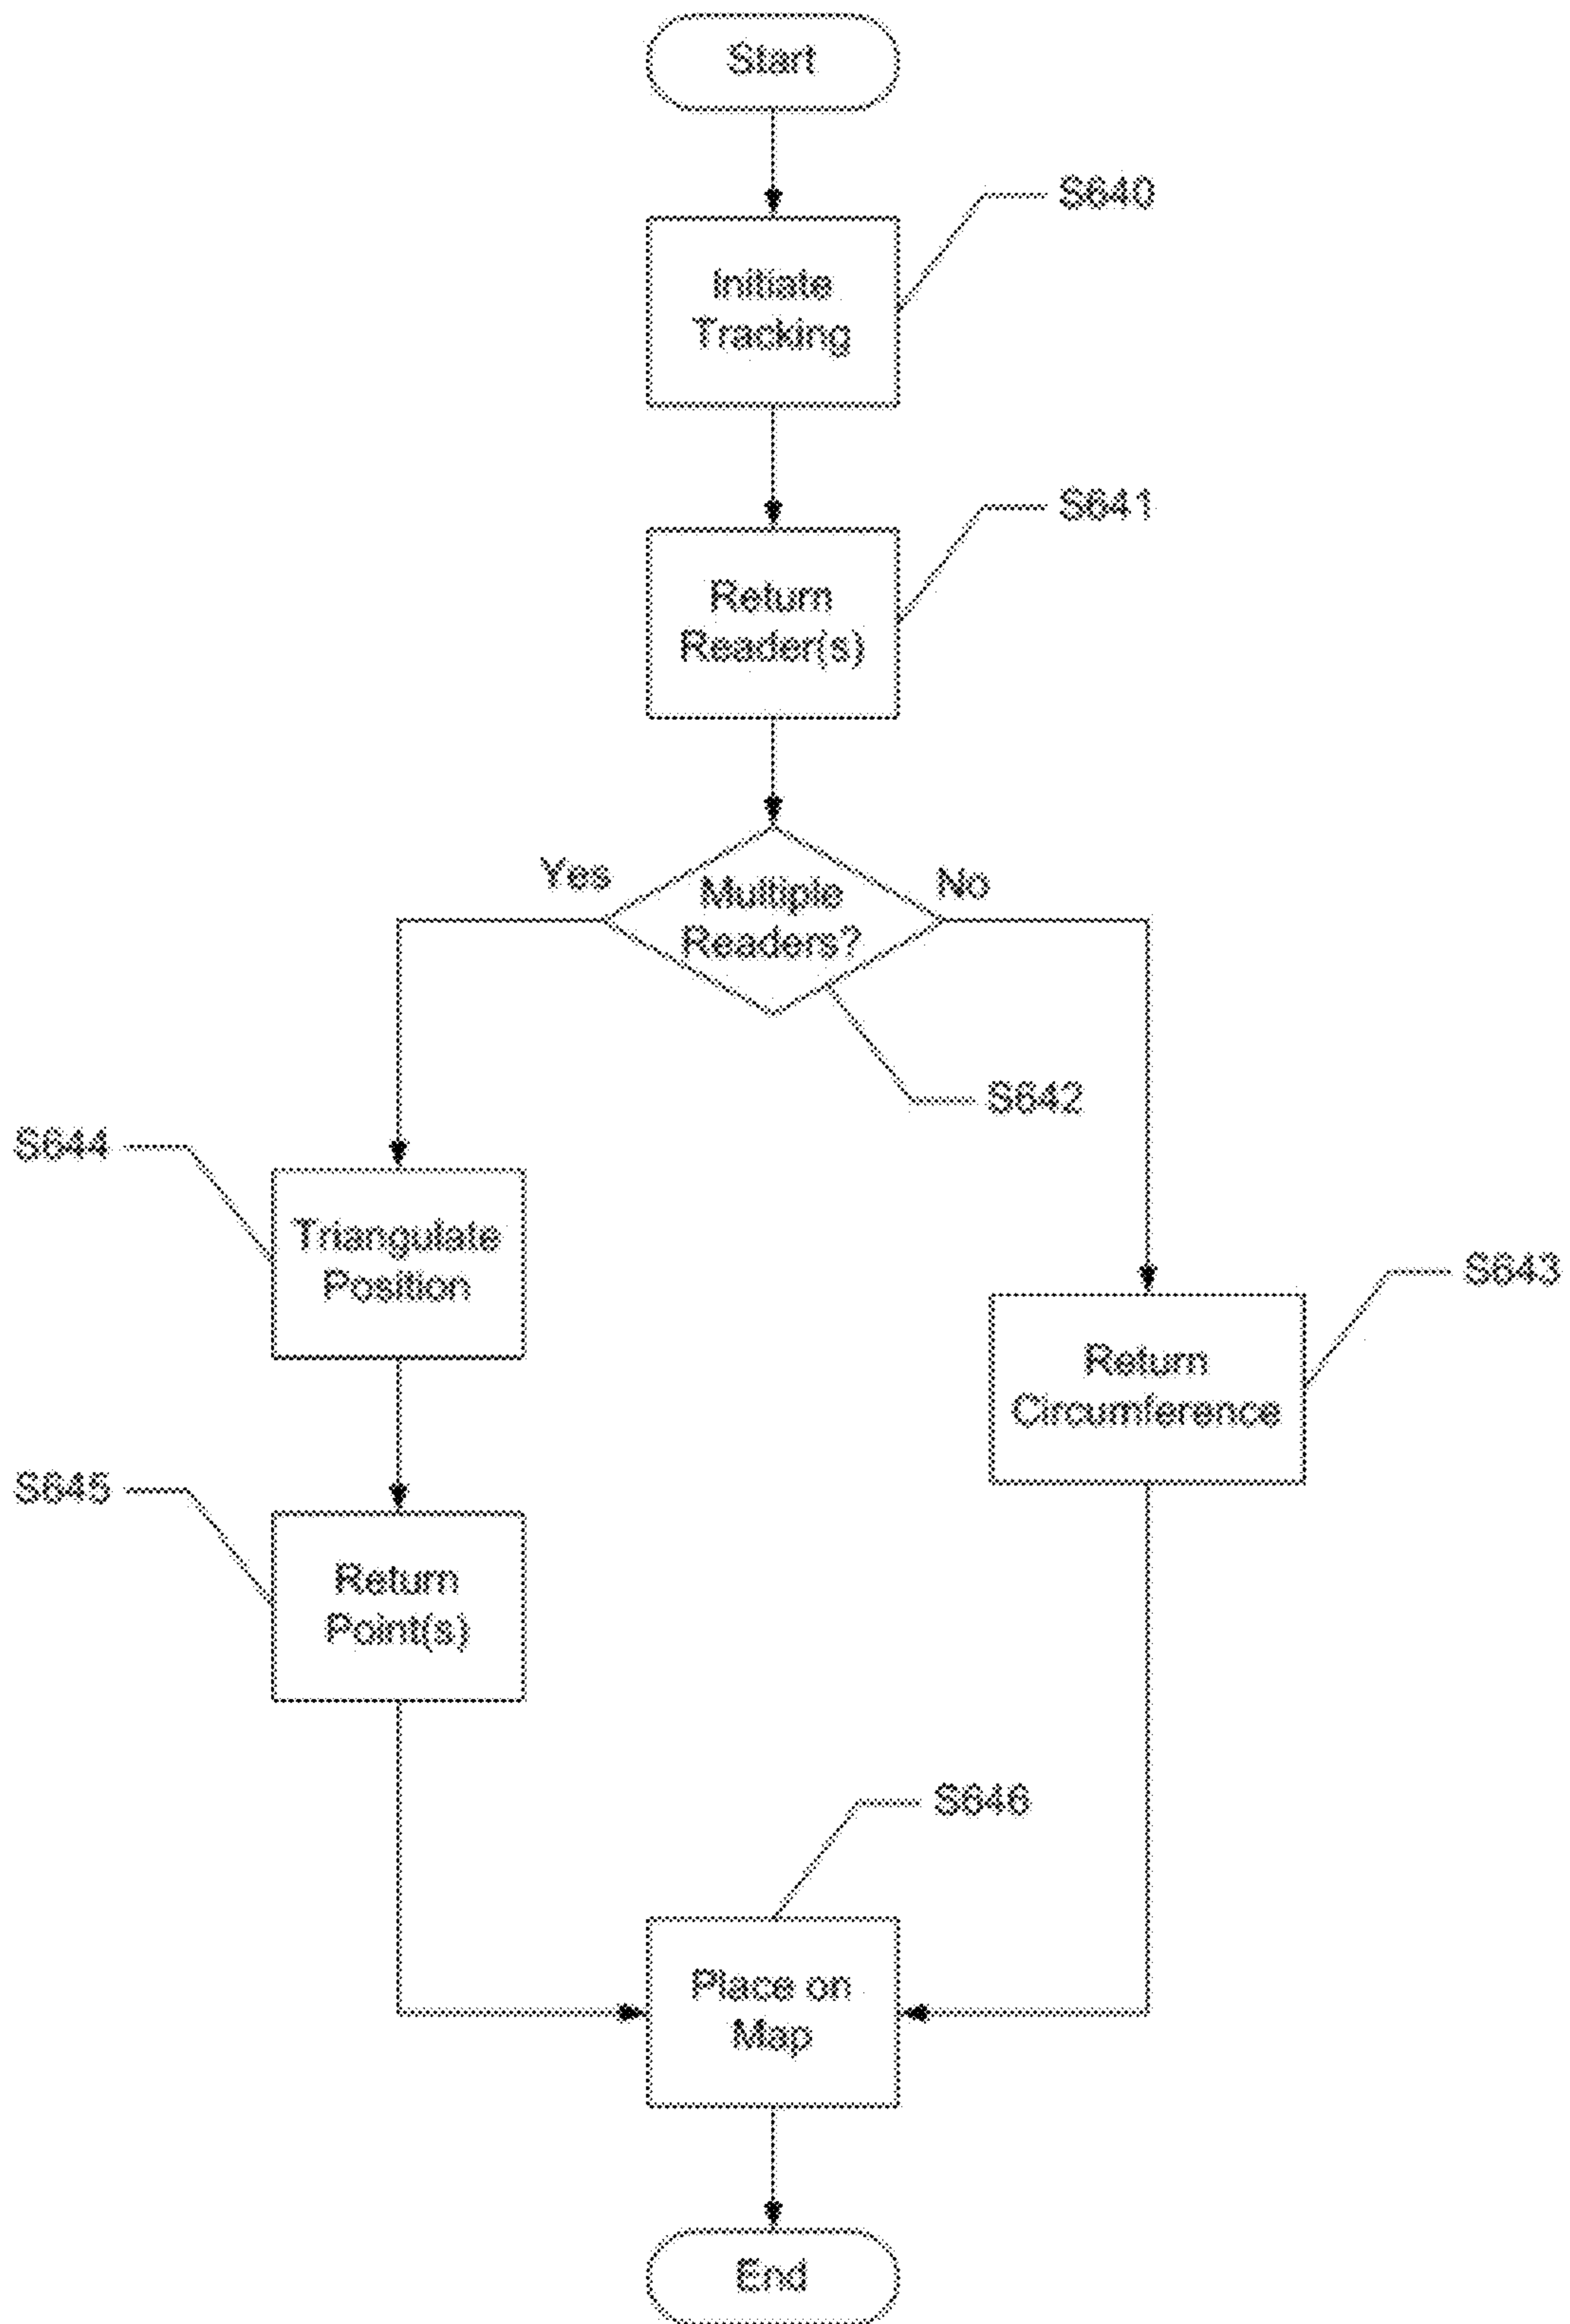 Start
S640
Initiate
Tracking
S641
Return
Reader(s)
Yes
No
Multiple
Readers?
S642
S644
Triangulate
Position
S643
Return
Circumference
S645
Return
Point(s)
S646
Place on
Map
End